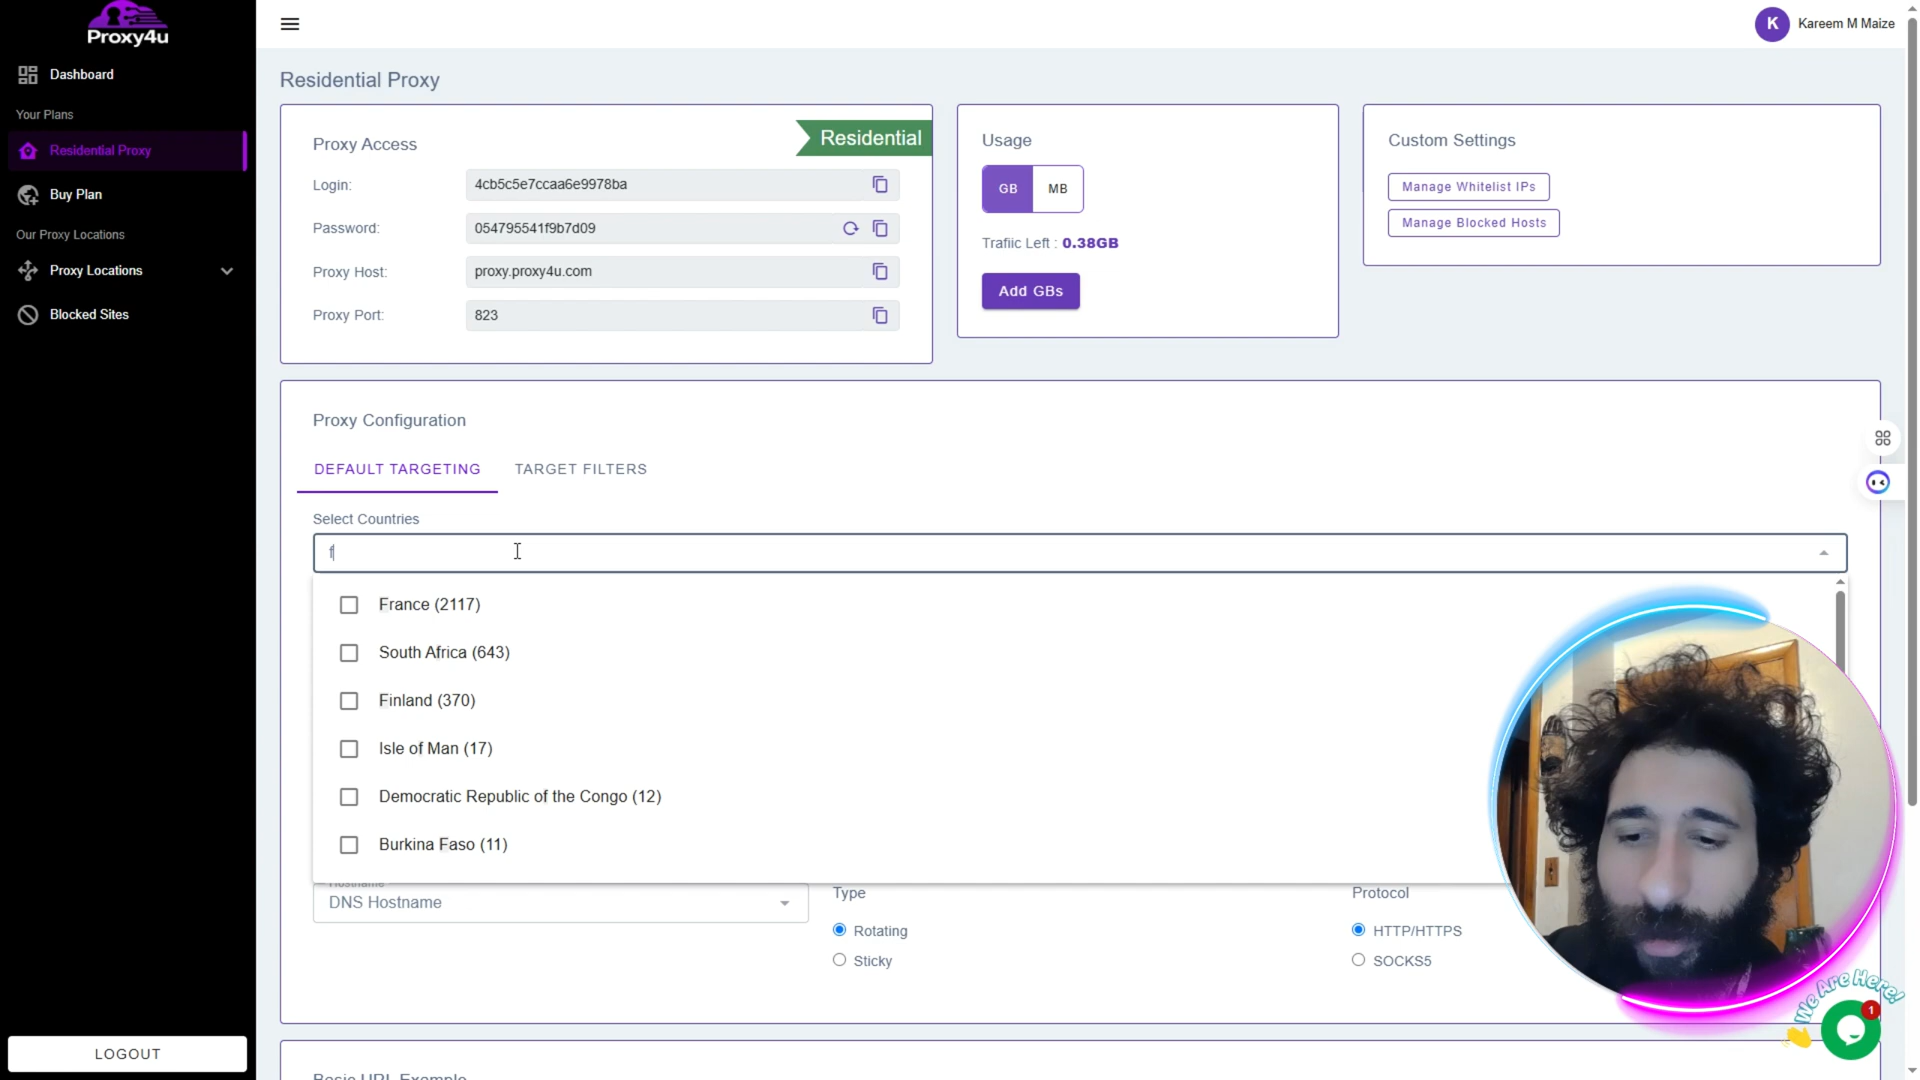 Proxy4u
Dashboard
Your Plans
Residential Proxy
Buy Plan
Our Proxy Locations
Proxy Locations
Blocked Sites
LOGOUT
K
Kareem M Maize
Residential Proxy
Proxy Access
Residential
Login:
4cb5c5e7ccaa6e9978ba
Password:
054795541f9b7d09
Proxy Host:
proxy.proxy4u.com
Proxy Port:
823
Usage
GB
MB
Trafiic Left : 0.38GB
Add GBs
Custom Settings
Manage Whitelist IPs
Manage Blocked Hosts
Proxy Configuration
DEFAULT TARGETING
TARGET FILTERS
Select Countries
f
France (2117)
South Africa (643)
Finland (370)
Isle of Man (17)
Democratic Republic of the Congo (12)
Burkina Faso (11)
Hostname
DNS Hostname
Type
Rotating
Sticky
Protocol
HTTP/HTTPS
SOCKS5
We Are Here!
1
Basic URL Example